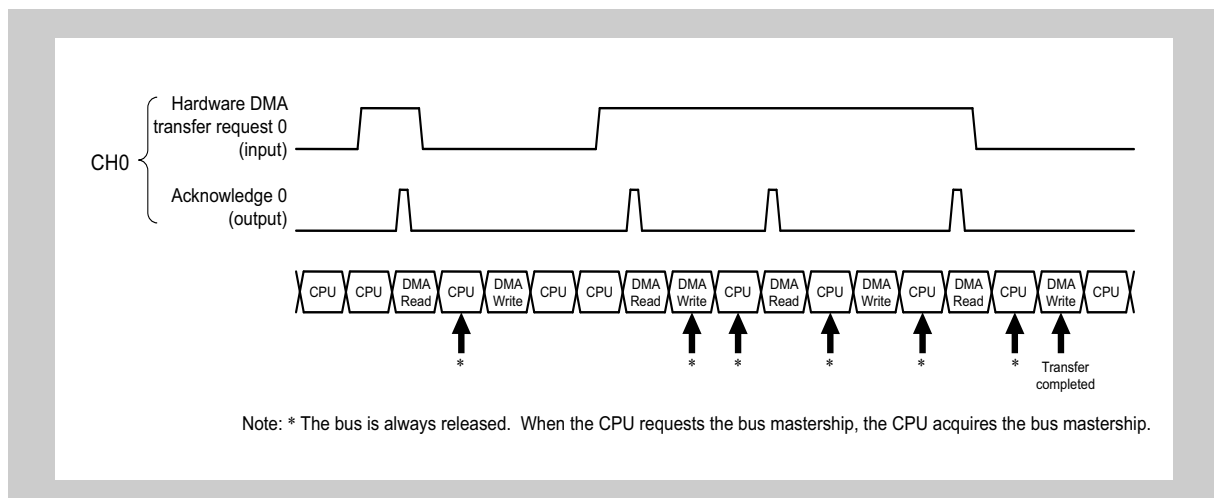 Hardware DMA
transfer request 0
(input)
CH0
Acknowledge 0
(output)
CPU CPU DMA Read CPU DMA Write CPU CPU DMA Read DMA Write CPU DMA Read CPU DMA Write CPU DMA Read CPU DMA Write CPU
* * * * * *
Transfer
completed
Note: * The bus is always released. When the CPU requests the bus mastership, the CPU acquires the bus mastership.